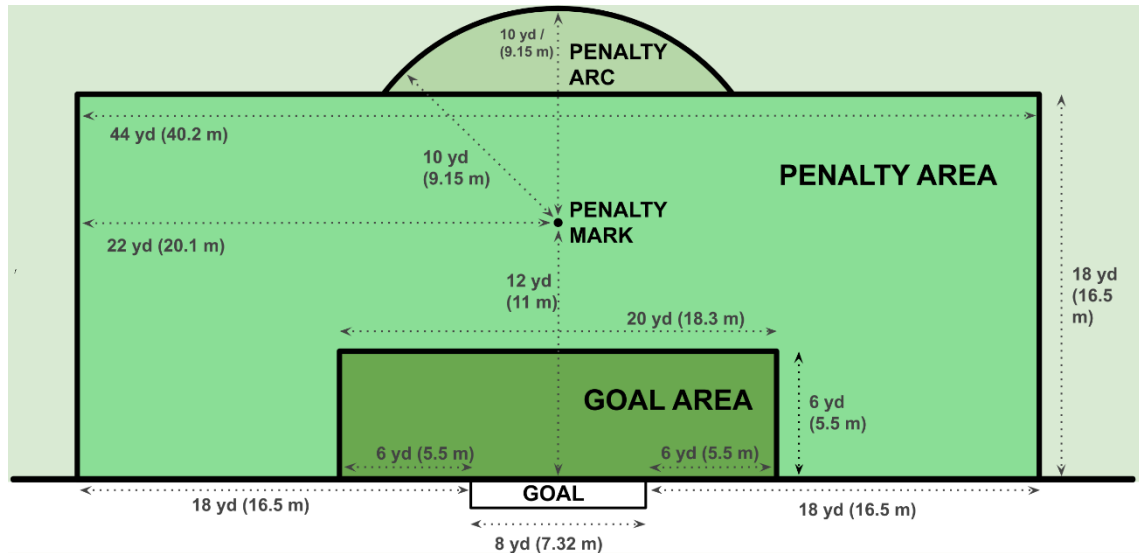 10 yd /
(9.15 m)
PENALTY
ARC
44 yd (40.2 m)
10 yd
(9.15 m)
PENALTY AREA
PENALTY
MARK
22 yd (20.1 m)
12 yd
(11 m)
18 yd
(16.5
m)
20 yd (18.3 m)
GOAL AREA
6 yd
(5.5 m)
6 yd (5.5 m)
6 yd (5.5 m)
18 yd (16.5 m)
GOAL
18 yd (16.5 m)
8 yd (7.32 m)